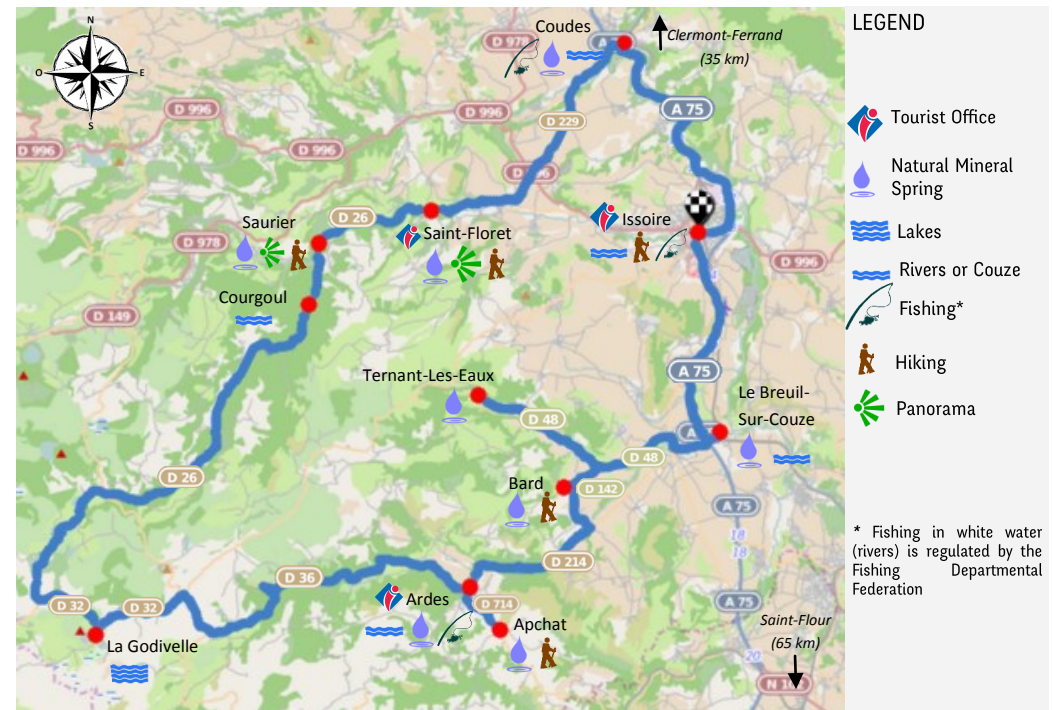 N
O
E
S
Coudes
Clermont-Ferrand
(35 km)
D 978
D 996
D 996
D 996
D 996
D 229
A 75
D 26
Saurier
Saint-Floret
Issoire
D 978
D 996
Courgoul
D 149
Ternant-Les-Eaux
A 75
Le Breuil-
Sur-Couze
D 48
D 48
D 26
Bard
D 142
A 75
18
18
D 214
D 36
D 32
D 32
Ardes
D 714
A 75
Apchat
Saint-Flour
(65 km)
20
La Godivelle
LEGEND
Tourist Office
Natural Mineral
Spring
Lakes
Rivers or Couze
Fishing*
Hiking
Panorama
* Fishing in white water
(rivers) is regulated by the
Fishing Departmental
Federation